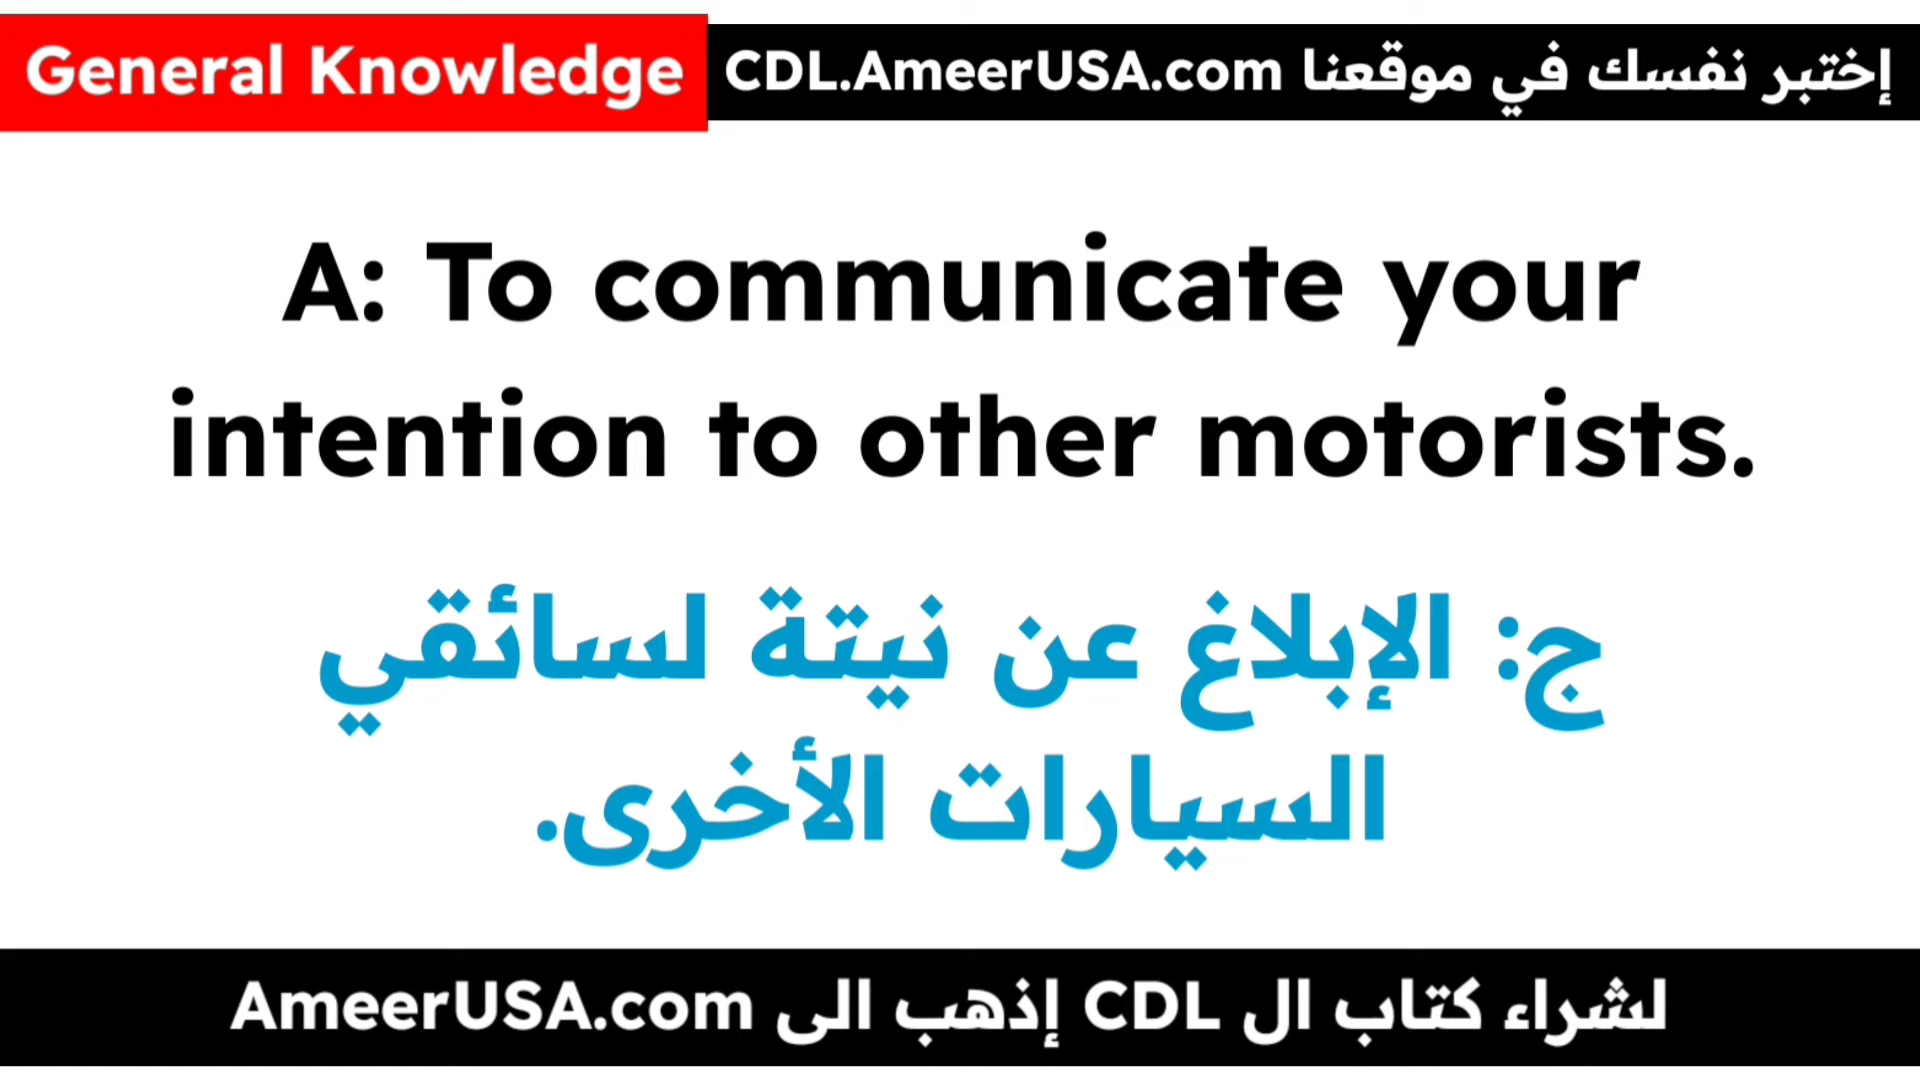 General Knowledge
إختبر نفسك في موقعنا CDL.AmeerUSA.com
A: To communicate your
intention to other motorists.
ج: الإبلاغ عن نيتة لسائقي
السيارات الأخرى.
لشراء كتاب ال CDL إذهب الى AmeerUSA.com